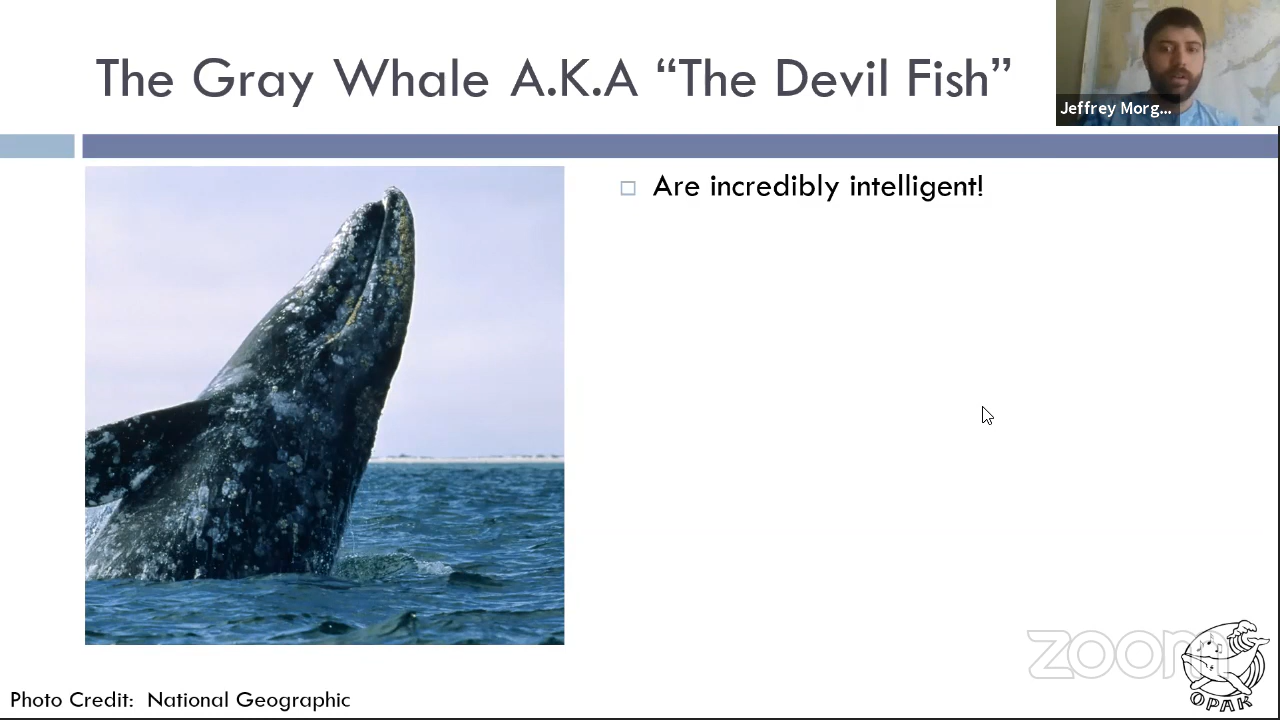 The Gray Whale A.K.A “The Devil Fish”
Jeffrey Morg...
Are incredibly intelligent!
zoom
OPAK
Photo Credit: National Geographic